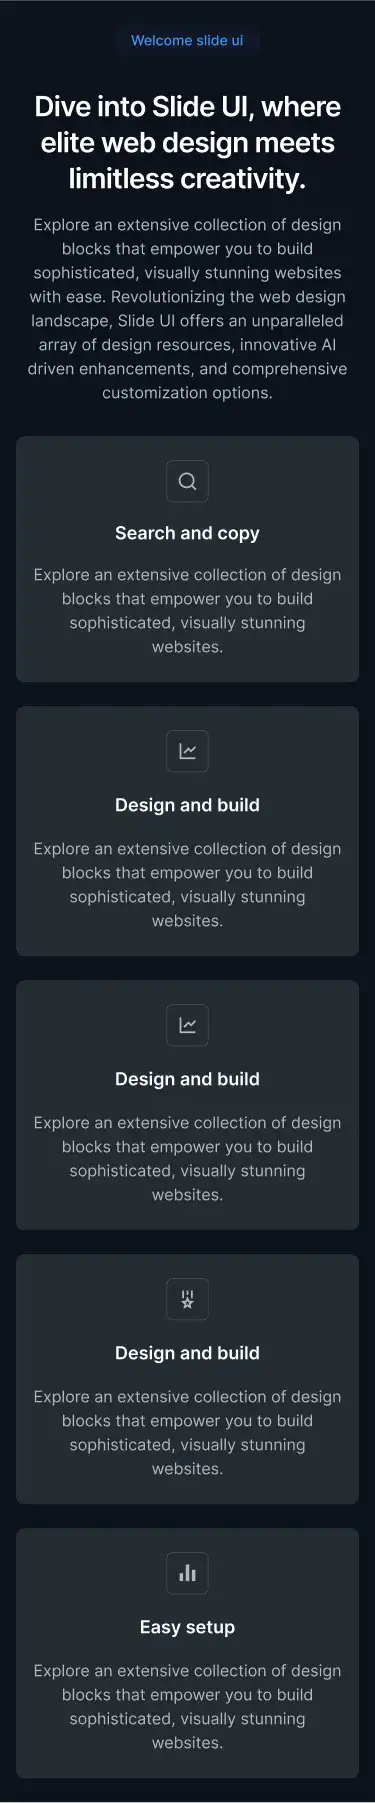 Welcome slide ui
Dive into Slide UI, where
elite web design meets
limitless creativity.
Explore an extensive collection of design
blocks that empower you to build
sophisticated, visually stunning websites
with ease. Revolutionizing the web design
landscape, Slide UI offers an unparalleled
array of design resources, innovative AI
driven enhancements, and comprehensive
customization options.
Search and copy
Explore an extensive collection of design
blocks that empower you to build
sophisticated, visually stunning
websites.
Design and build
Explore an extensive collection of design
blocks that empower you to build
sophisticated, visually stunning
websites.
Design and build
Explore an extensive collection of design
blocks that empower you to build
sophisticated, visually stunning
websites.
Design and build
Explore an extensive collection of design
blocks that empower you to build
sophisticated, visually stunning
websites.
Easy setup
Explore an extensive collection of design
blocks that empower you to build
sophisticated, visually stunning
websites.